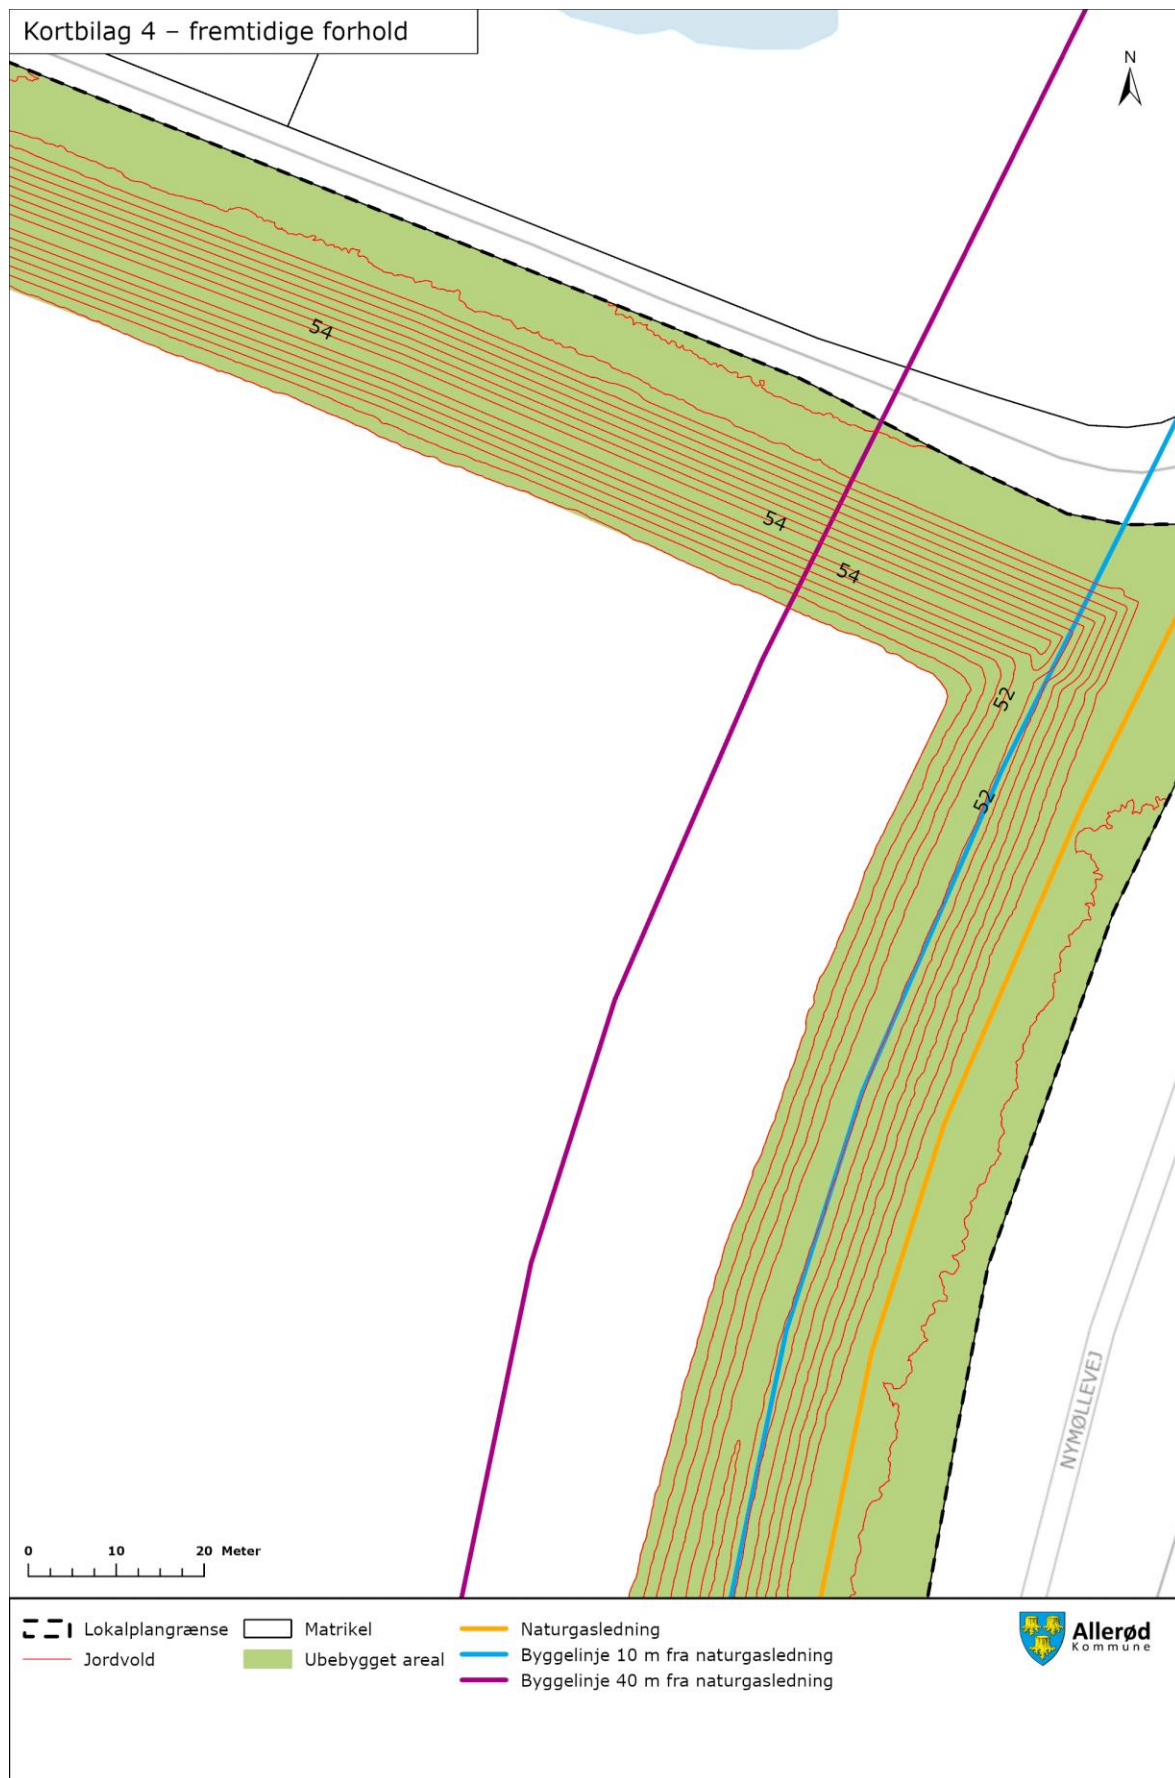 Kortbilag 4 – fremtidige forhold
N
54
54
54
52
52
NYMØLLEVEJ
0 10 20 Meter
Lokalplangrænse
Jordvold
Matrikel
Ubebygget areal
Naturgasledning
Byggelinje 10 m fra naturgasledning
Byggelinje 40 m fra naturgasledning
Allerød
Kommune